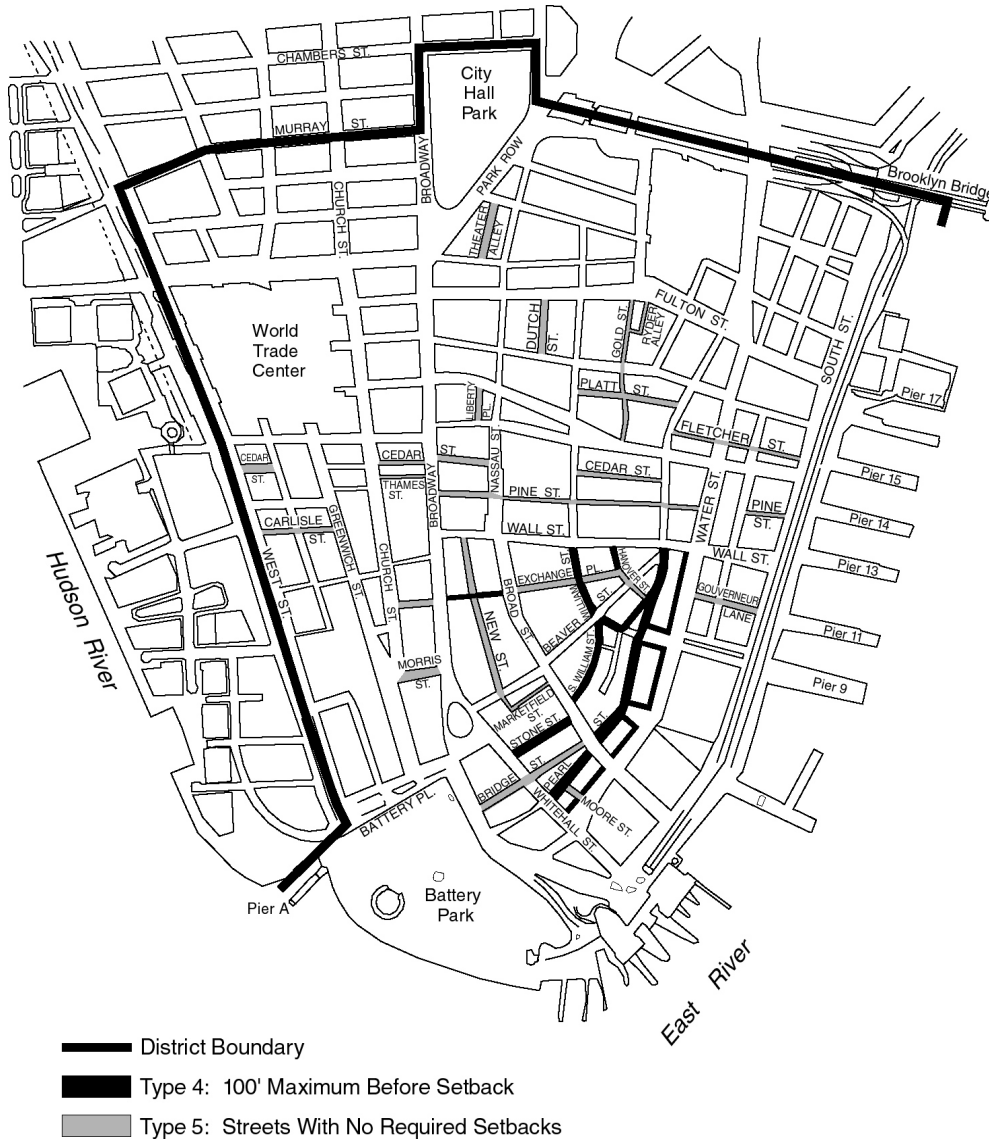 CHAMBERS ST.
City
Hall
Park
MURRAY ST.
BROADWAY
PARK ROW
Brooklyn Bridge
CHURCH ST.
THEATER
ALLEY
FULTON ST.
SOUTH ST.
World
Trade
Center
DUTCH
ST.
GOLD ST.
RYDER
ALLEY
PLATT ST.
Pier 17
LIBERTY
PL.
FLETCHER ST.
NASSAU ST.
CEDAR
ST.
CEDAR ST.
CEDAR ST.
Pier 15
THAMES
ST.
BROADWAY
PINE ST.
WATER ST.
PINE
ST.
Pier 14
CARLISLE
ST.
GREENWICH ST.
WALL ST.
WALL ST.
Pier 13
Hudson River
WEST ST.
CHURCH ST.
EXCHANGE PL.
WILLIAM ST.
HANOVER ST.
GOUVERNEUR
LANE
BROAD ST.
NEW ST.
BEAVER ST.
Pier 11
MORRIS
ST.
S. WILLIAM ST.
Pier 9
MARKETFIELD
ST.
STONE ST.
BRIDGE ST.
PEARL ST.
MOORE ST.
WHITEHALL ST.
BATTERY PL.
Battery
Park
Pier A
East River
District Boundary
Type 4: 100' Maximum Before Setback
Type 5: Streets With No Required Setbacks